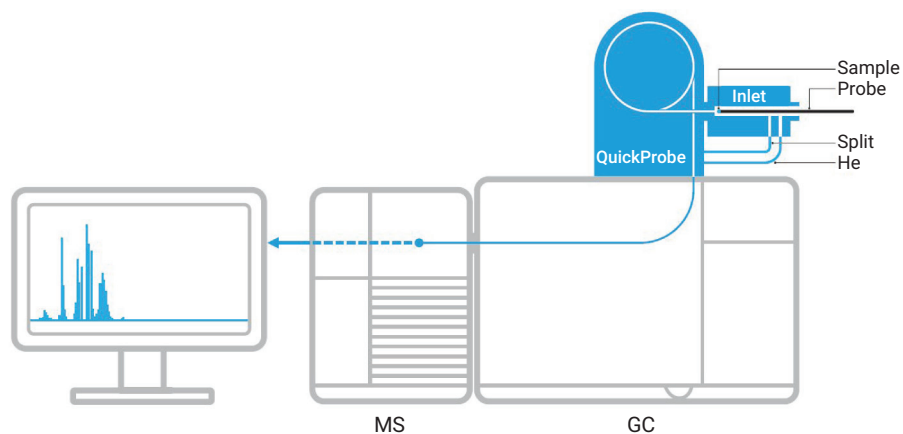 Sample
Inlet
Probe
Split
QuickProbe
He
MS
GC